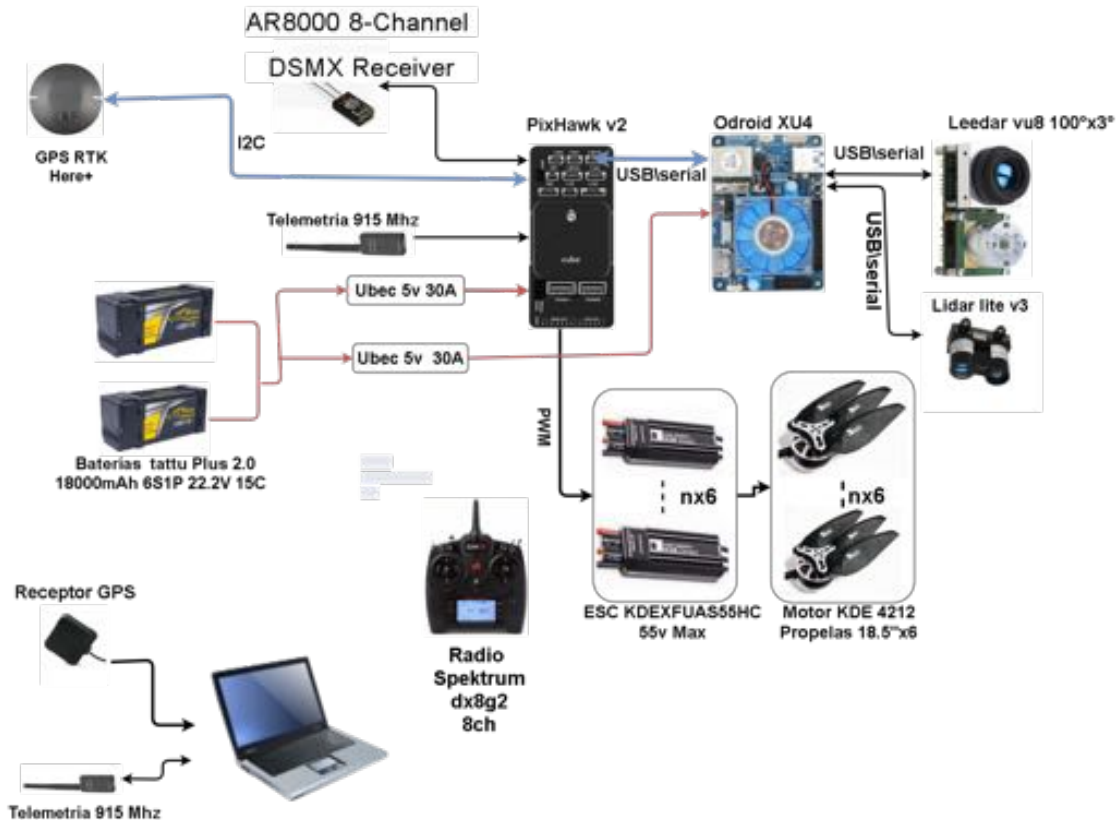 AR8000 8-Channel
DSMX Receiver
GPS RTK
Here+
I2C
PixHawk v2
Odroid XU4
Leedar vu8 100°x3°
USB\serial
USB\serial
USB\serial
Telemetria 915 Mhz
Ubec 5v 30A
Ubec 5v 30A
Lidar lite v3
Baterias tattu Plus 2.0
18000mAh 6S1P 22.2V 15C
PWM
nx6
nx6
ESC KDEXFUAS55HC
55v Max
Motor KDE 4212
Propelas 18.5"x6
Receptor GPS
Radio
Spektrum
dx8g2
8ch
Telemetria 915 Mhz